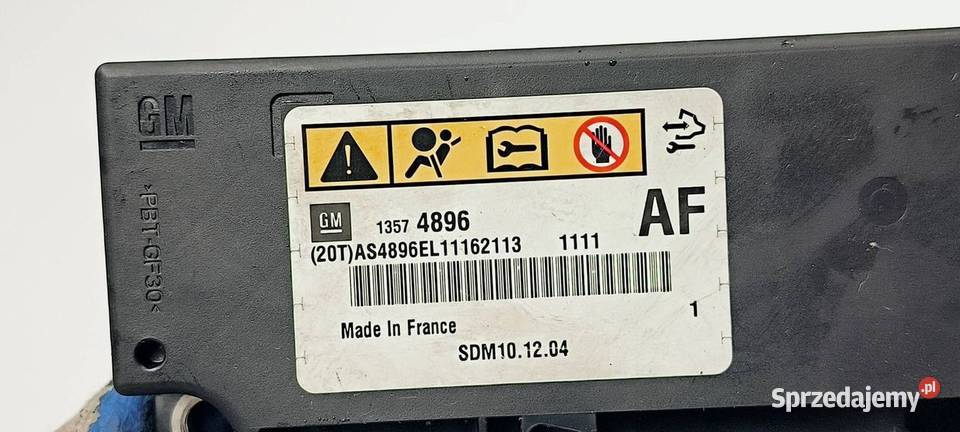 GM
>PBT-GF30<
GM 1357 4896 AF
(20T)AS4896EL11162113 1111
1
Made In France
SDM10.12.04
Sprzedajemy.pl